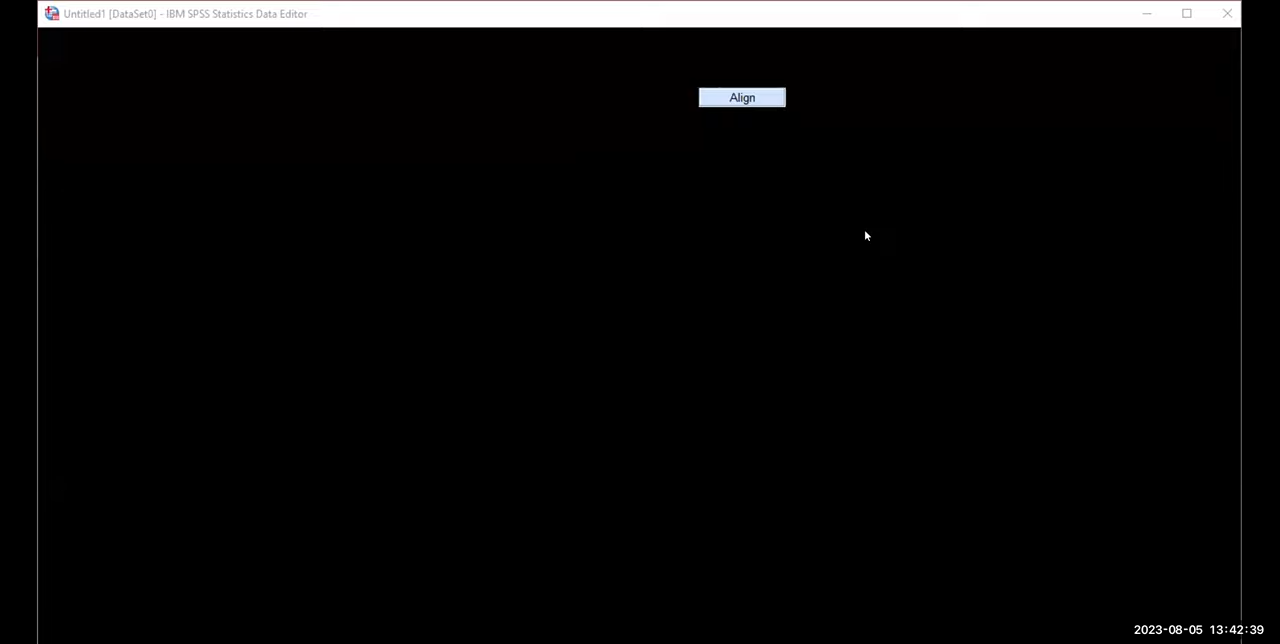 Untitled1 [DataSet0] - IBM SPSS Statistics Data Editor
Align
2023-08-05 13:42:39